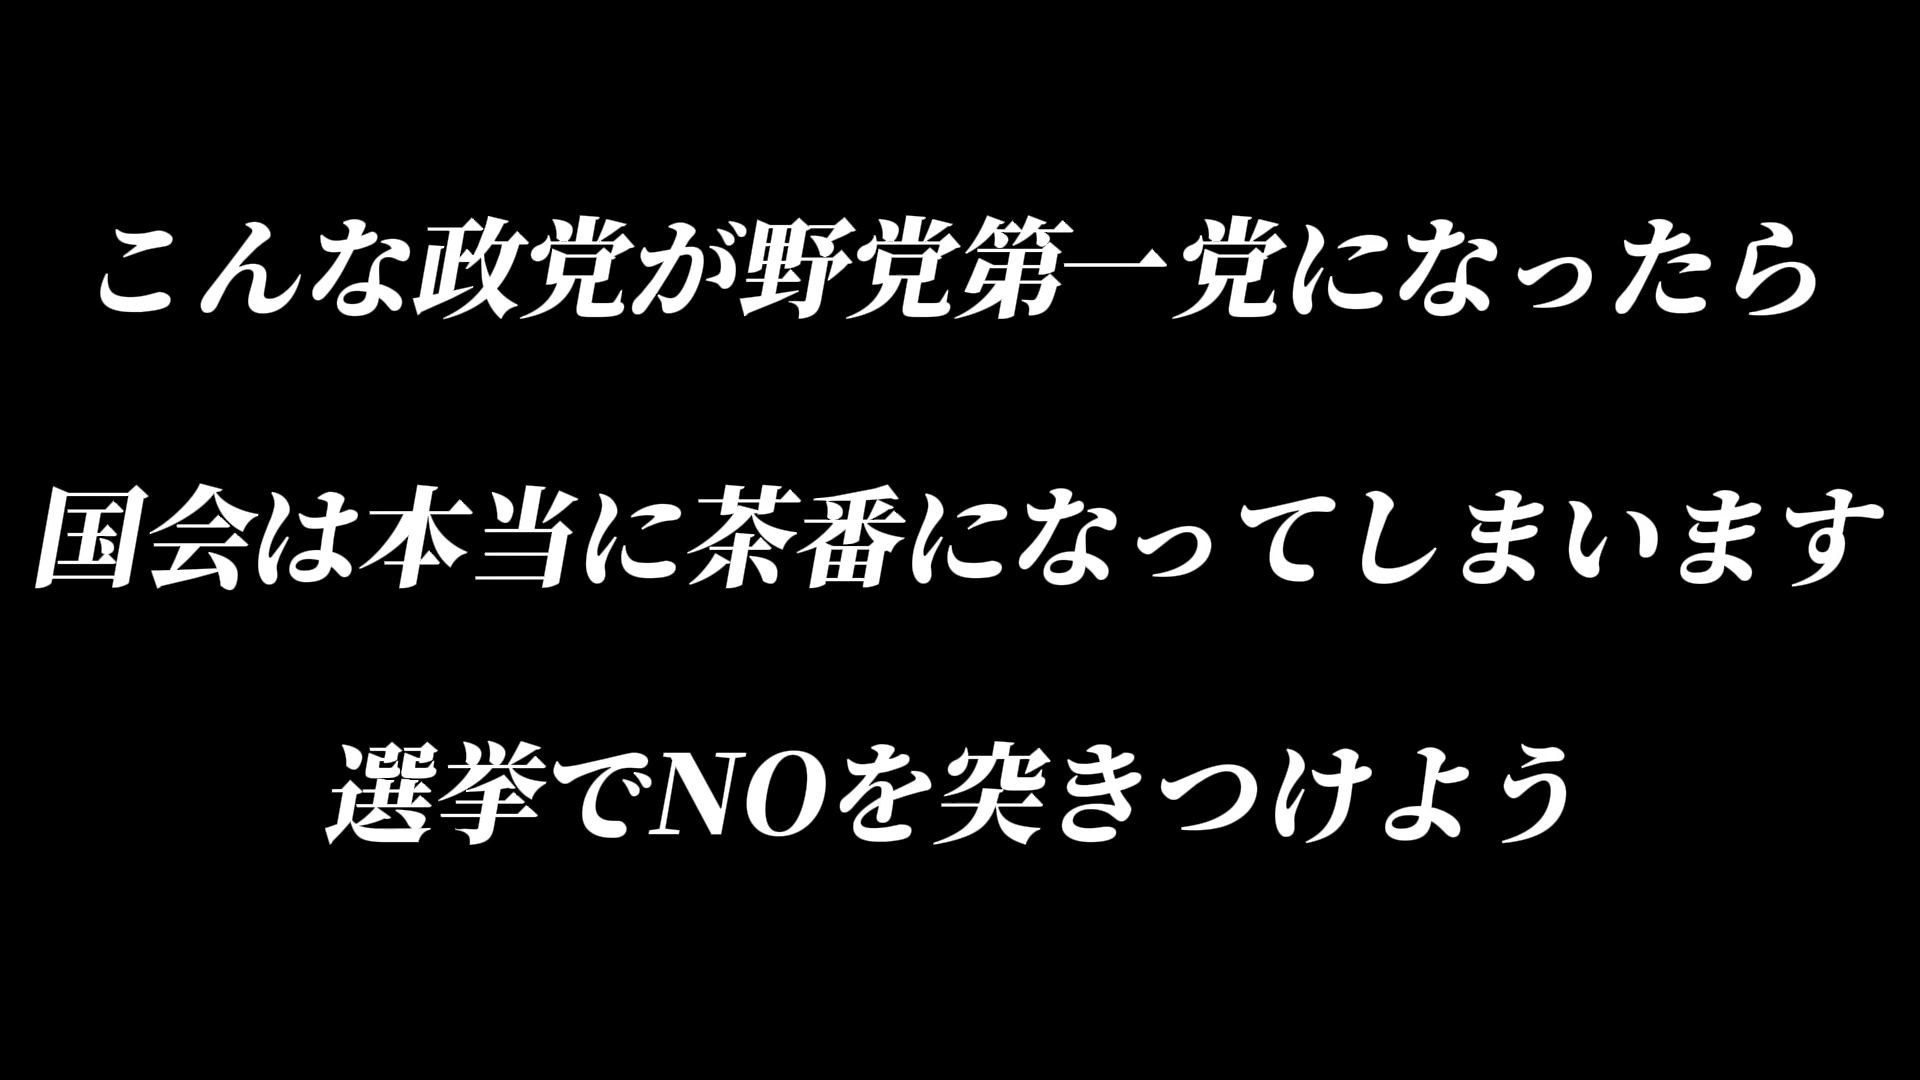 こんな政党が野党第一党になったら
国会は本当に茶番になってしまいます
選挙でNOを突きつけよう